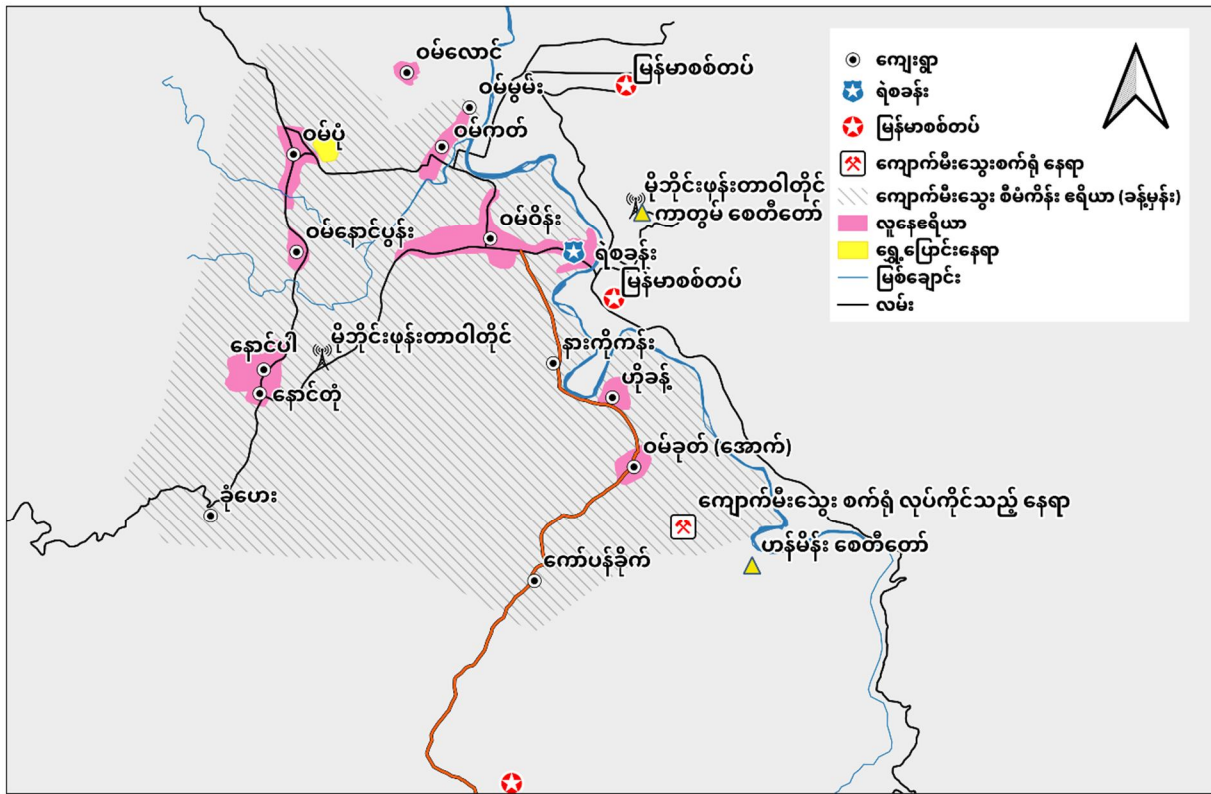 ဝမ်လောင်
မြန်မာစစ်တပ်
ဝမ်မွမ်း
ဝမ်ကတ်
ဝမ်ပုံ
မိုဘိုင်းဖုန်းတာဝါတိုင်
ကာတွမ် စေတီတော်
ဝမ်ဝိန်း
ဝမ်နောင်ပွန်း
ရဲစခန်း
မြန်မာစစ်တပ်
မိုဘိုင်းဖုန်းတာဝါတိုင်
နောင်ပါ
နောင်တုံ
နားကိုကန်း
ဟိုခန့်
ဝမ်ခုတ် (အောက်)
ခုံဟေး
ကျောက်မီးသွေး စက်ရုံ လုပ်ကိုင်သည့် နေရာ
ဟန်မိန်း စေတီတော်
ကော်ပန်ခိုက်
ကျေးရွာ
ရဲစခန်း
မြန်မာစစ်တပ်
ကျောက်မီးသွေးစက်ရုံ နေရာ
ကျောက်မီးသွေး စီမံကိန်း ဧရိယာ (ခန့်မှန်း)
လူနေဧရိယာ
ရွှေ့ပြောင်းနေရာ
မြစ်ချောင်း
လမ်း